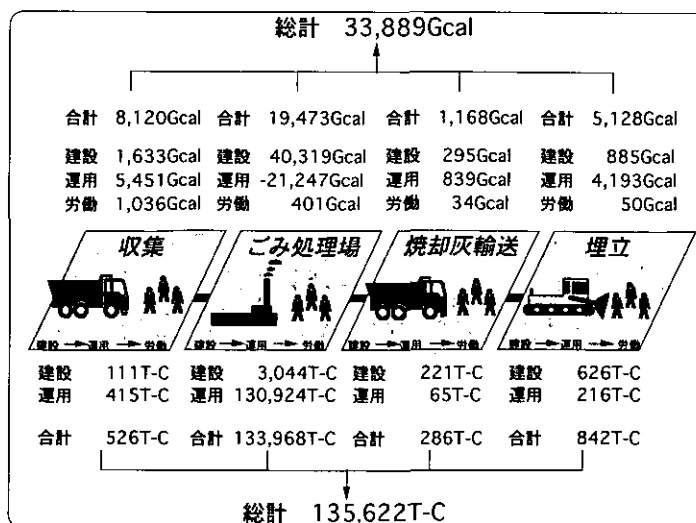 総計 33,889Gcal
合計 8,120Gcal 合計 19,473Gcal 合計 1,168Gcal 合計 5,128Gcal
建設 1,633Gcal 建設 40,319Gcal 建設 295Gcal 建設 885Gcal
運用 5,451Gcal 運用 -21,247Gcal 運用 839Gcal 運用 4,193Gcal
労働 1,036Gcal 労働 401Gcal 労働 34Gcal 労働 50Gcal
収集 ごみ処理場 焼却灰輸送 埋立
建設→運用→労働 建設→運用→労働 建設→運用→労働 建設→運用→労働
建設 111T-C 建設 3,044T-C 建設 221T-C 建設 626T-C
運用 415T-C 運用 130,924T-C 運用 65T-C 運用 216T-C
合計 526T-C 合計 133,968T-C 合計 286T-C 合計 842T-C
総計 135,622T-C